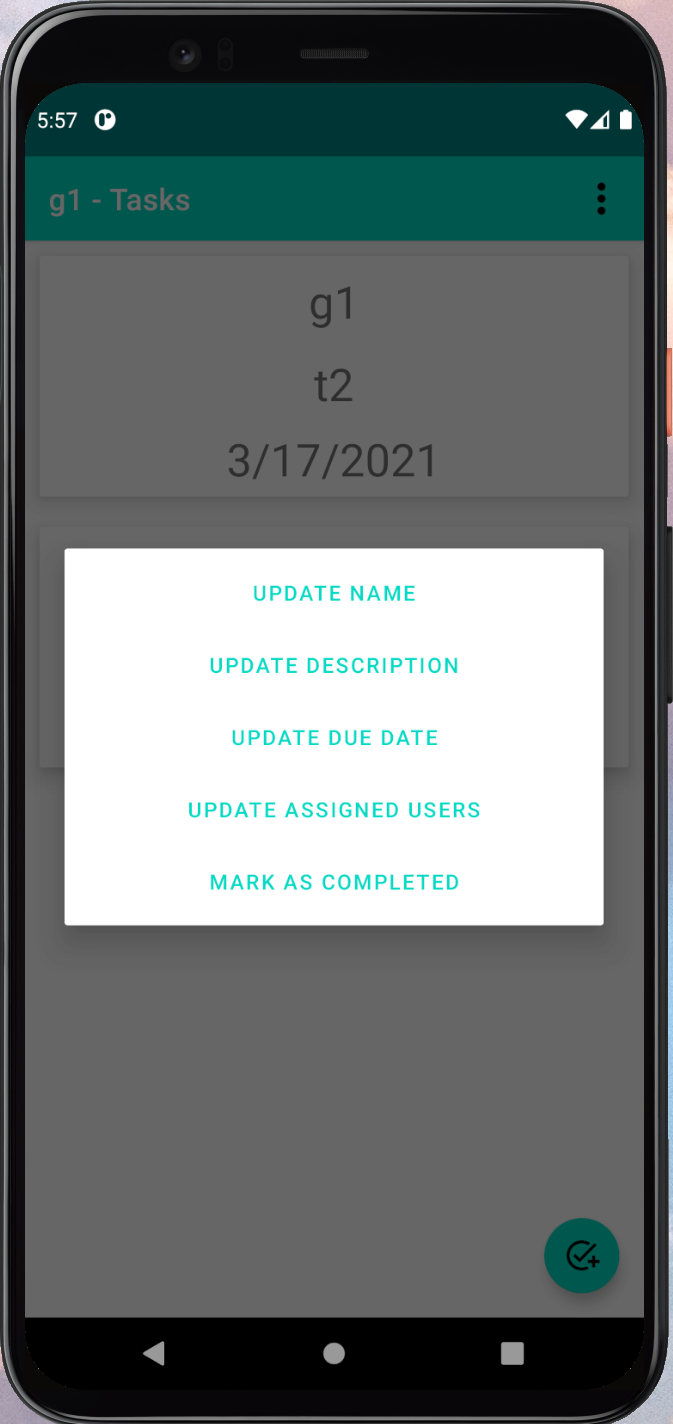 5:57
g1 - Tasks
g1
t2
3/17/2021
UPDATE NAME
UPDATE DESCRIPTION
UPDATE DUE DATE
UPDATE ASSIGNED USERS
MARK AS COMPLETED